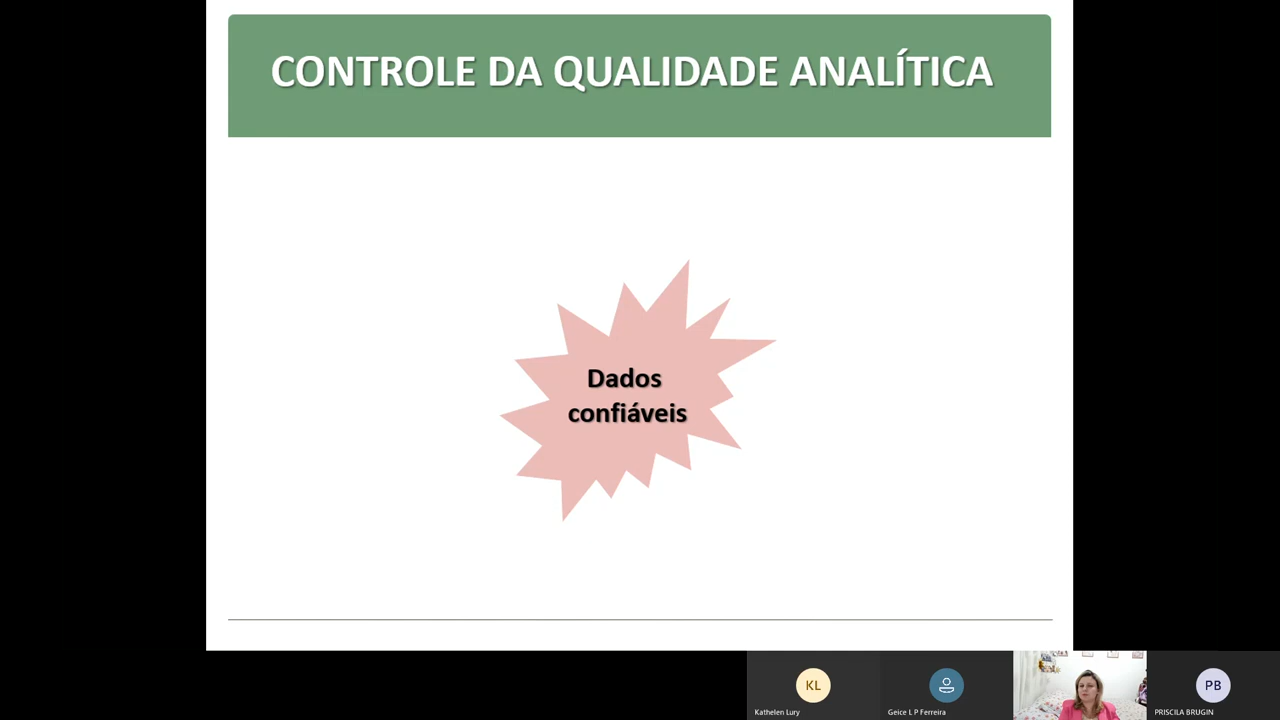 CONTROLE DA QUALIDADE ANALÍTICA
Dados
confiáveis
KL
PB
Kathelen Lury
Geice L P Ferreira
PRISCILA BRUGIN